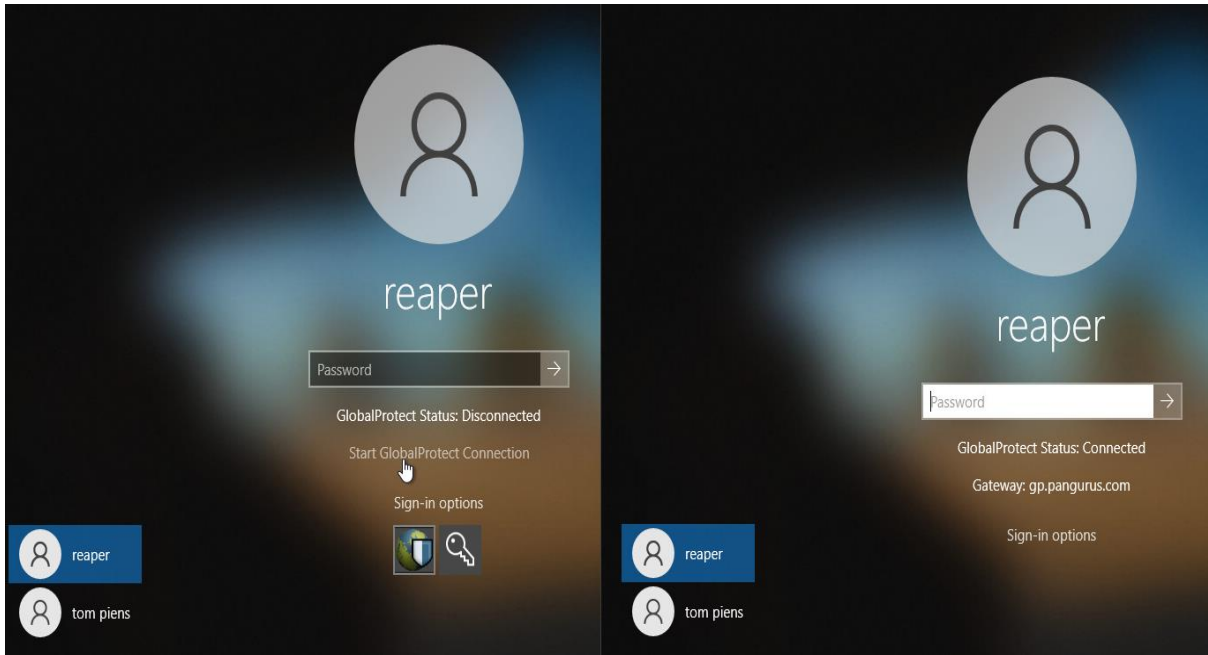 reaper
Password
GlobalProtect Status: Disconnected
Start GlobalProtect Connection
Sign-in options
reaper
tom piens
reaper
Password
GlobalProtect Status: Connected
Gateway: gp.pangurus.com
Sign-in options
reaper
tom piens